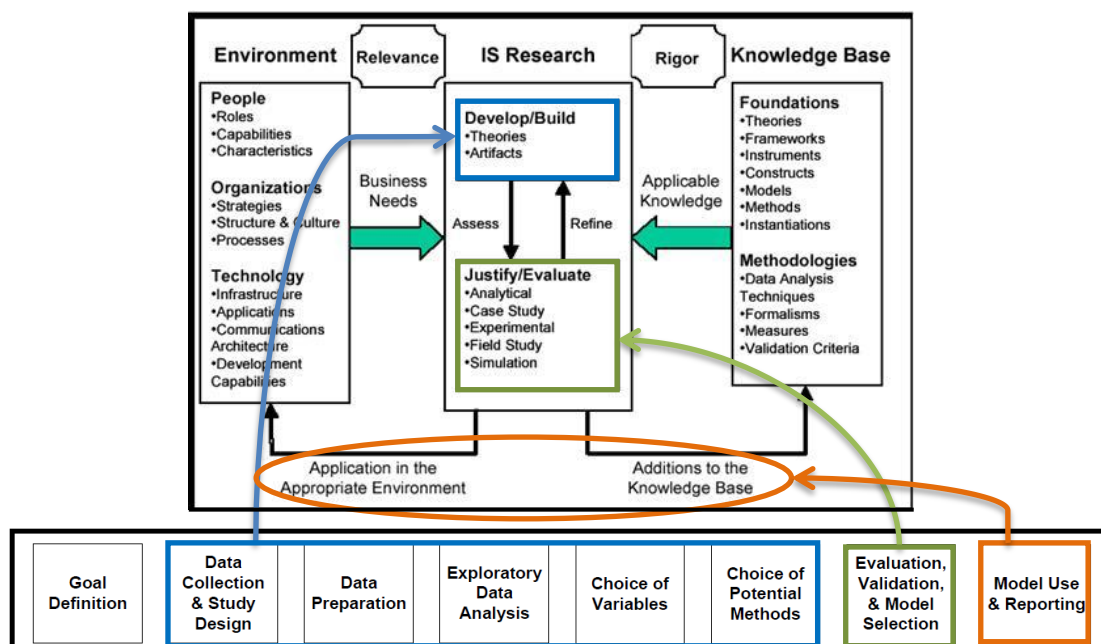 Environment
Relevance
IS Research
Rigor
Knowledge Base
People
•Roles
•Capabilities
•Characteristics
Organizations
•Strategies
•Structure & Culture
•Processes
Technology
•Infrastructure
•Applications
•Communications
Architecture
•Development
Capabilities
Business
Needs
Develop/Build
•Theories
•Artifacts
Assess
Refine
Justify/Evaluate
•Analytical
•Case Study
•Experimental
•Field Study
•Simulation
Applicable
Knowledge
Foundations
•Theories
•Frameworks
•Instruments
•Constructs
•Models
•Methods
•Instantiations
Methodologies
•Data Analysis
Techniques
•Formalisms
•Measures
•Validation Criteria
Application in the
Appropriate Environment
Additions to the
Knowledge Base
Goal
Definition
Data
Collection
& Study
Design
Data
Preparation
Exploratory
Data
Analysis
Choice of
Variables
Choice of
Potential
Methods
Evaluation,
Validation,
& Model
Selection
Model Use
& Reporting